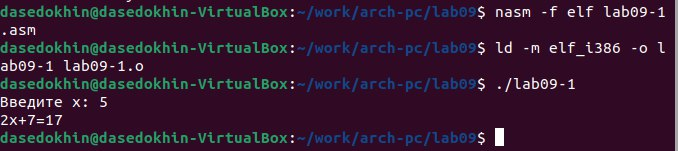 dasedokhin@dasedokhin-VirtualBox:~/work/arch-pc/lab09$ nasm -f elf lab09-1
.asm
dasedokhin@dasedokhin-VirtualBox:~/work/arch-pc/lab09$ ld -m elf_i386 -o l
ab09-1 lab09-1.o
dasedokhin@dasedokhin-VirtualBox:~/work/arch-pc/lab09$ ./lab09-1
Введите x: 5
2x+7=17
dasedokhin@dasedokhin-VirtualBox:~/work/arch-pc/lab09$